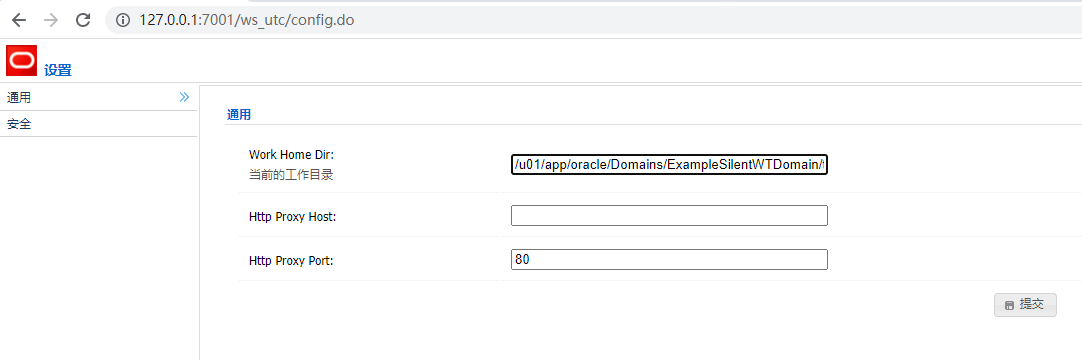 127.0.0.1:7001/ws_utc/config.do
设置
通用
安全
通用
Work Home Dir:
/u01/app/oracle/Domains/ExampleSilentWTDomain/
当前的工作目录
Http Proxy Host:
Http Proxy Port:
80
提交